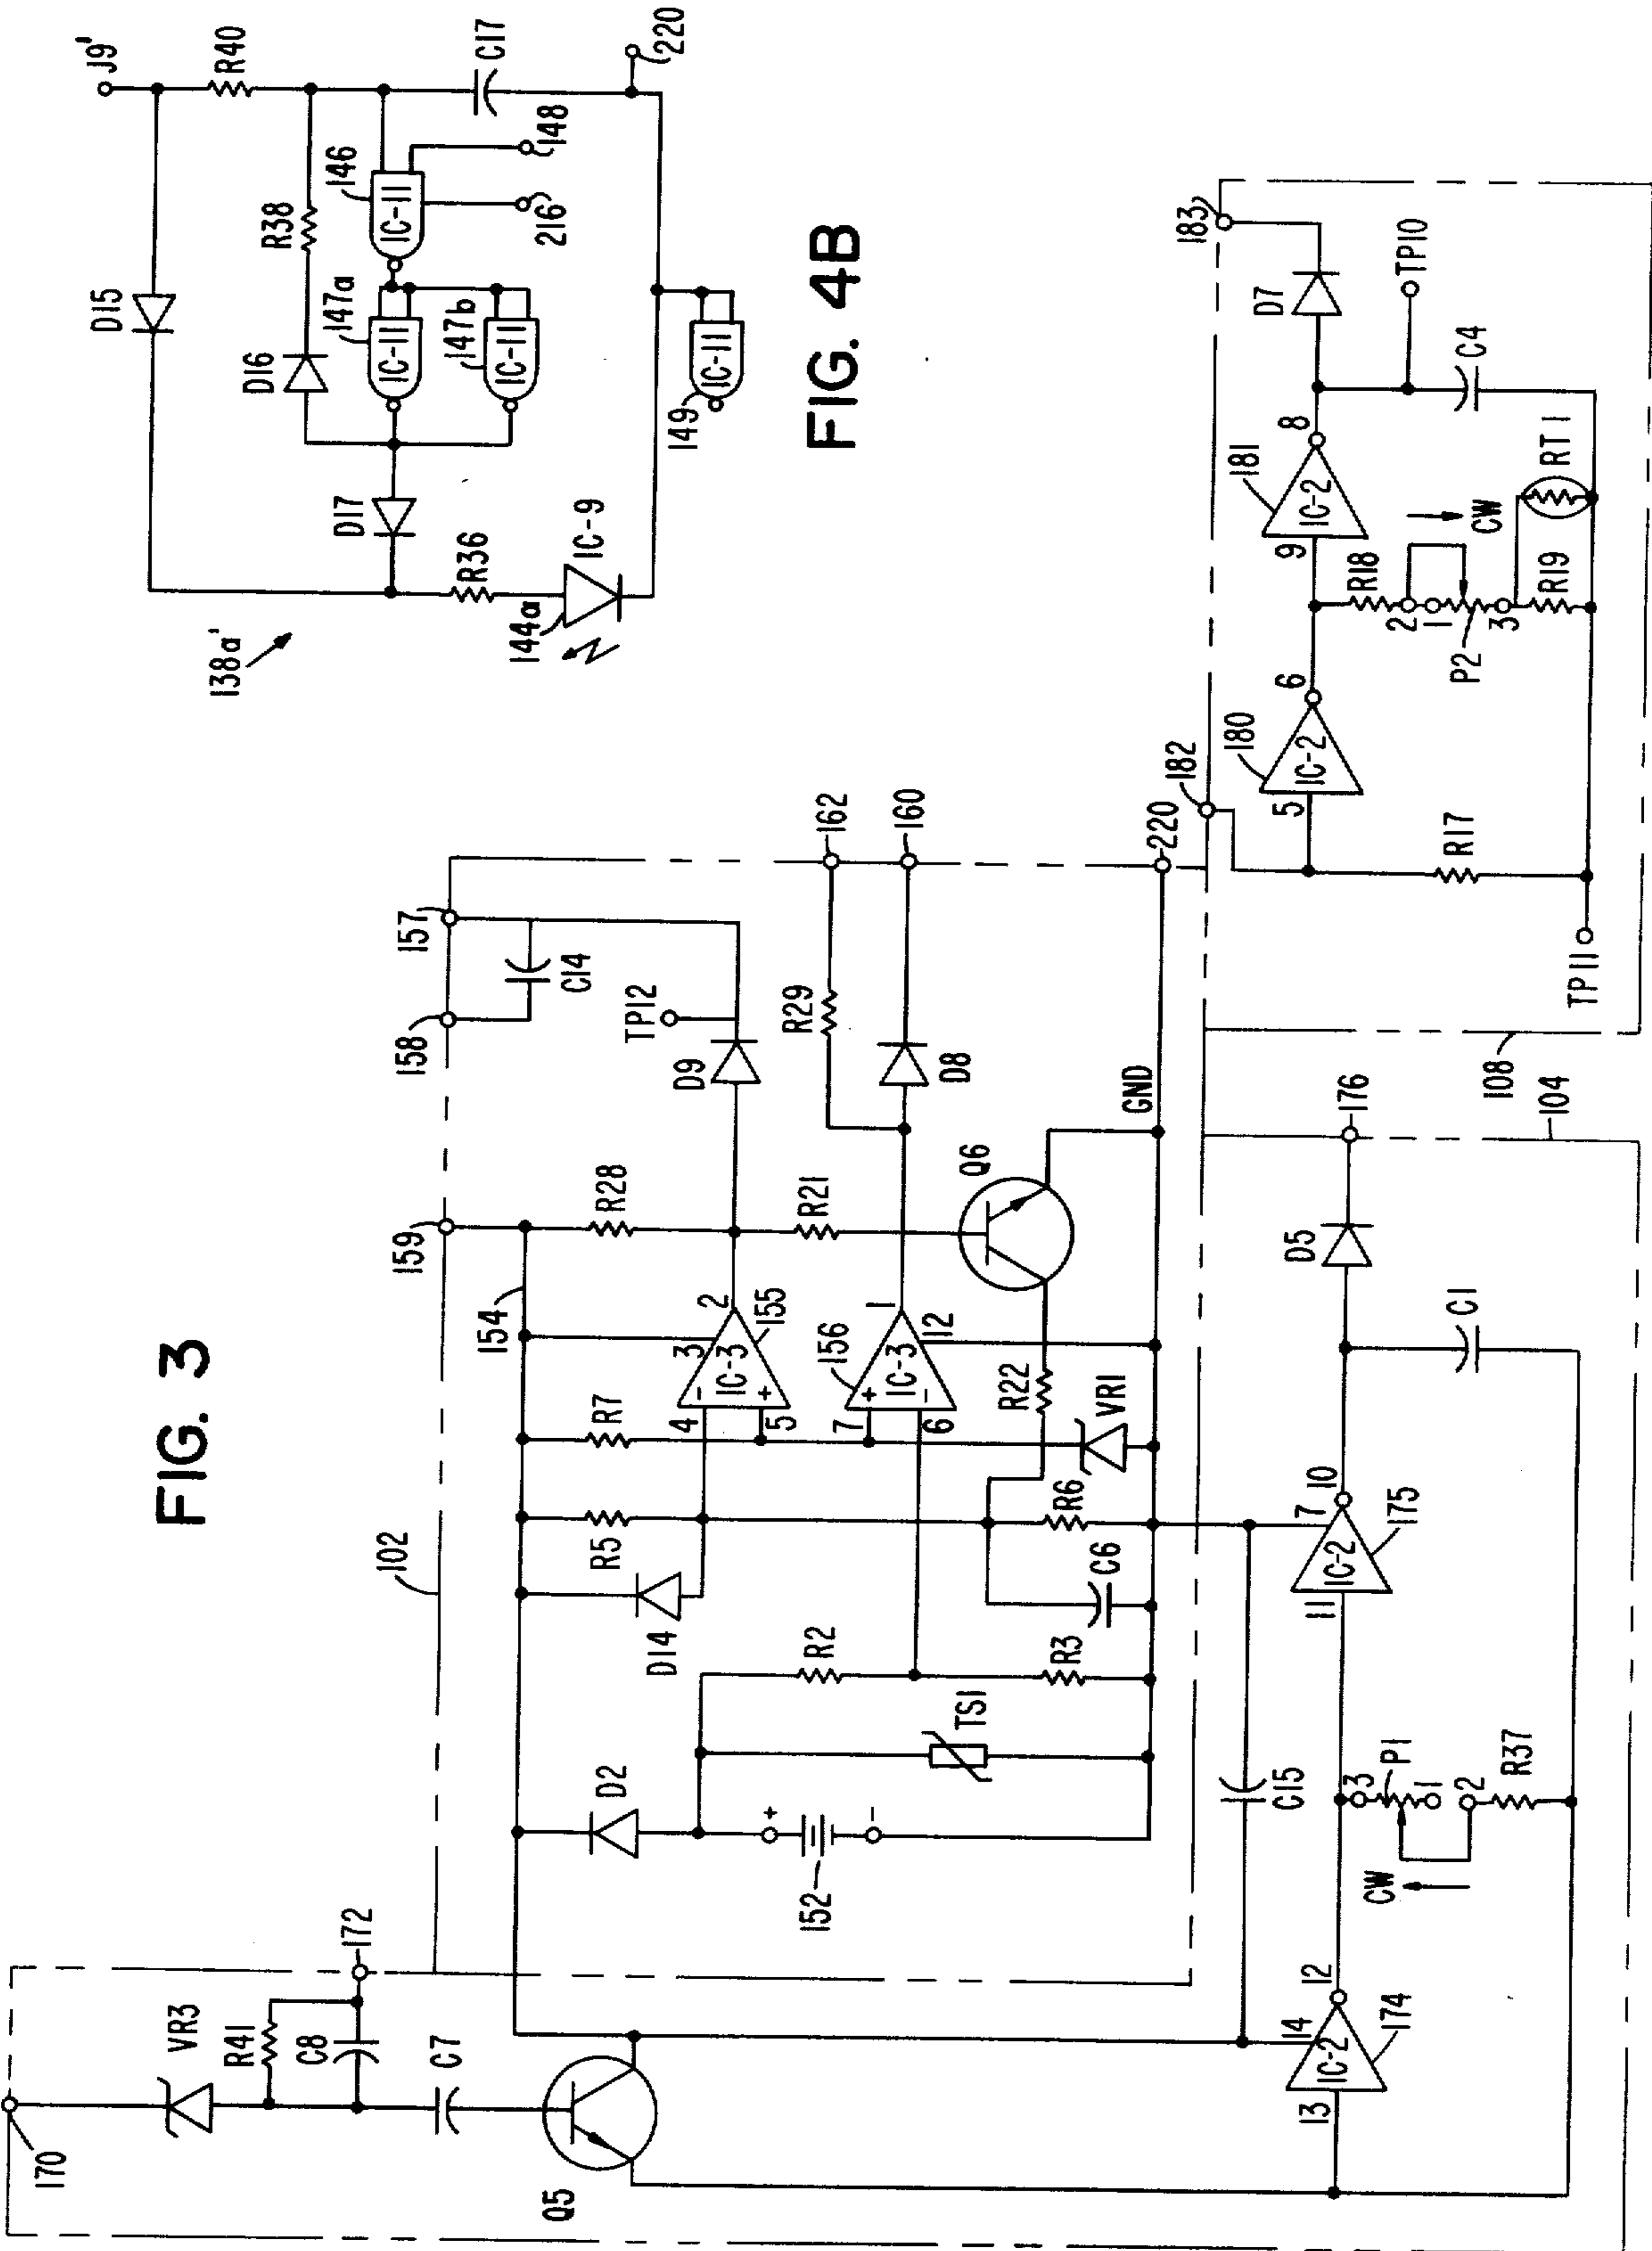 FIG. 3
170
VR3
R41
C8
172
C7
Q5
102
152
+
-
D2
TS1
R2
R3
D14
R5
R7
C6
R6
R22
VR1
154
159
158
157
C14
TP12
4
5
-
+
IC-3
3
2
155
156
7
6
+
-
IC-3
1
12
R28
R21
D9
R29
D8
162
160
Q6
GND
220
13
IC-2
14
12
174
CW
3
P1
1
2
R37
C15
11
IC-2
7
10
175
D5
C1
176
104
108
TP11
R17
182
5
IC-2
180
6
R18
2
1
P2
3
R19
RT1
CW
9
IC-2
181
8
D7
183
TP10
C4
FIG. 4B
138a'
J9'
D15
R40
D16
R38
146
IC-11
147a
IC-11
147b
IC-11
C17
148
216
220
D17
R36
144a
IC-9
149
IC-11